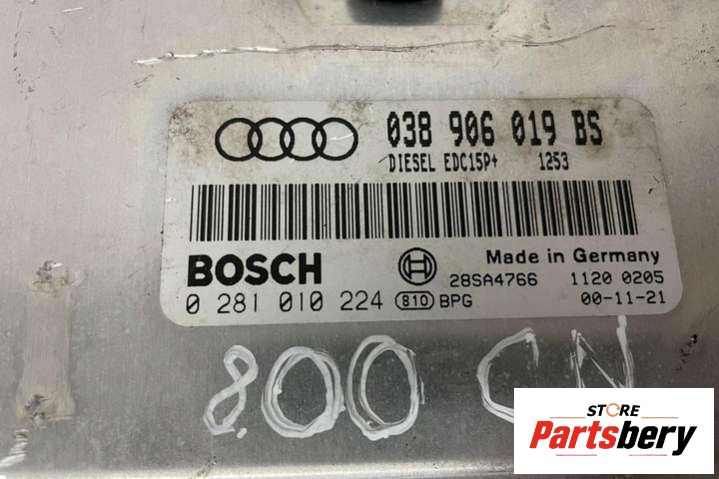 038 906 019 BS
DIESEL EDC15P+ 1253
BOSCH
Made in Germany
28SA4766 1120 0205
0 281 010 224 810 BPG 00-11-21
800 CN
STORE
Partsbery